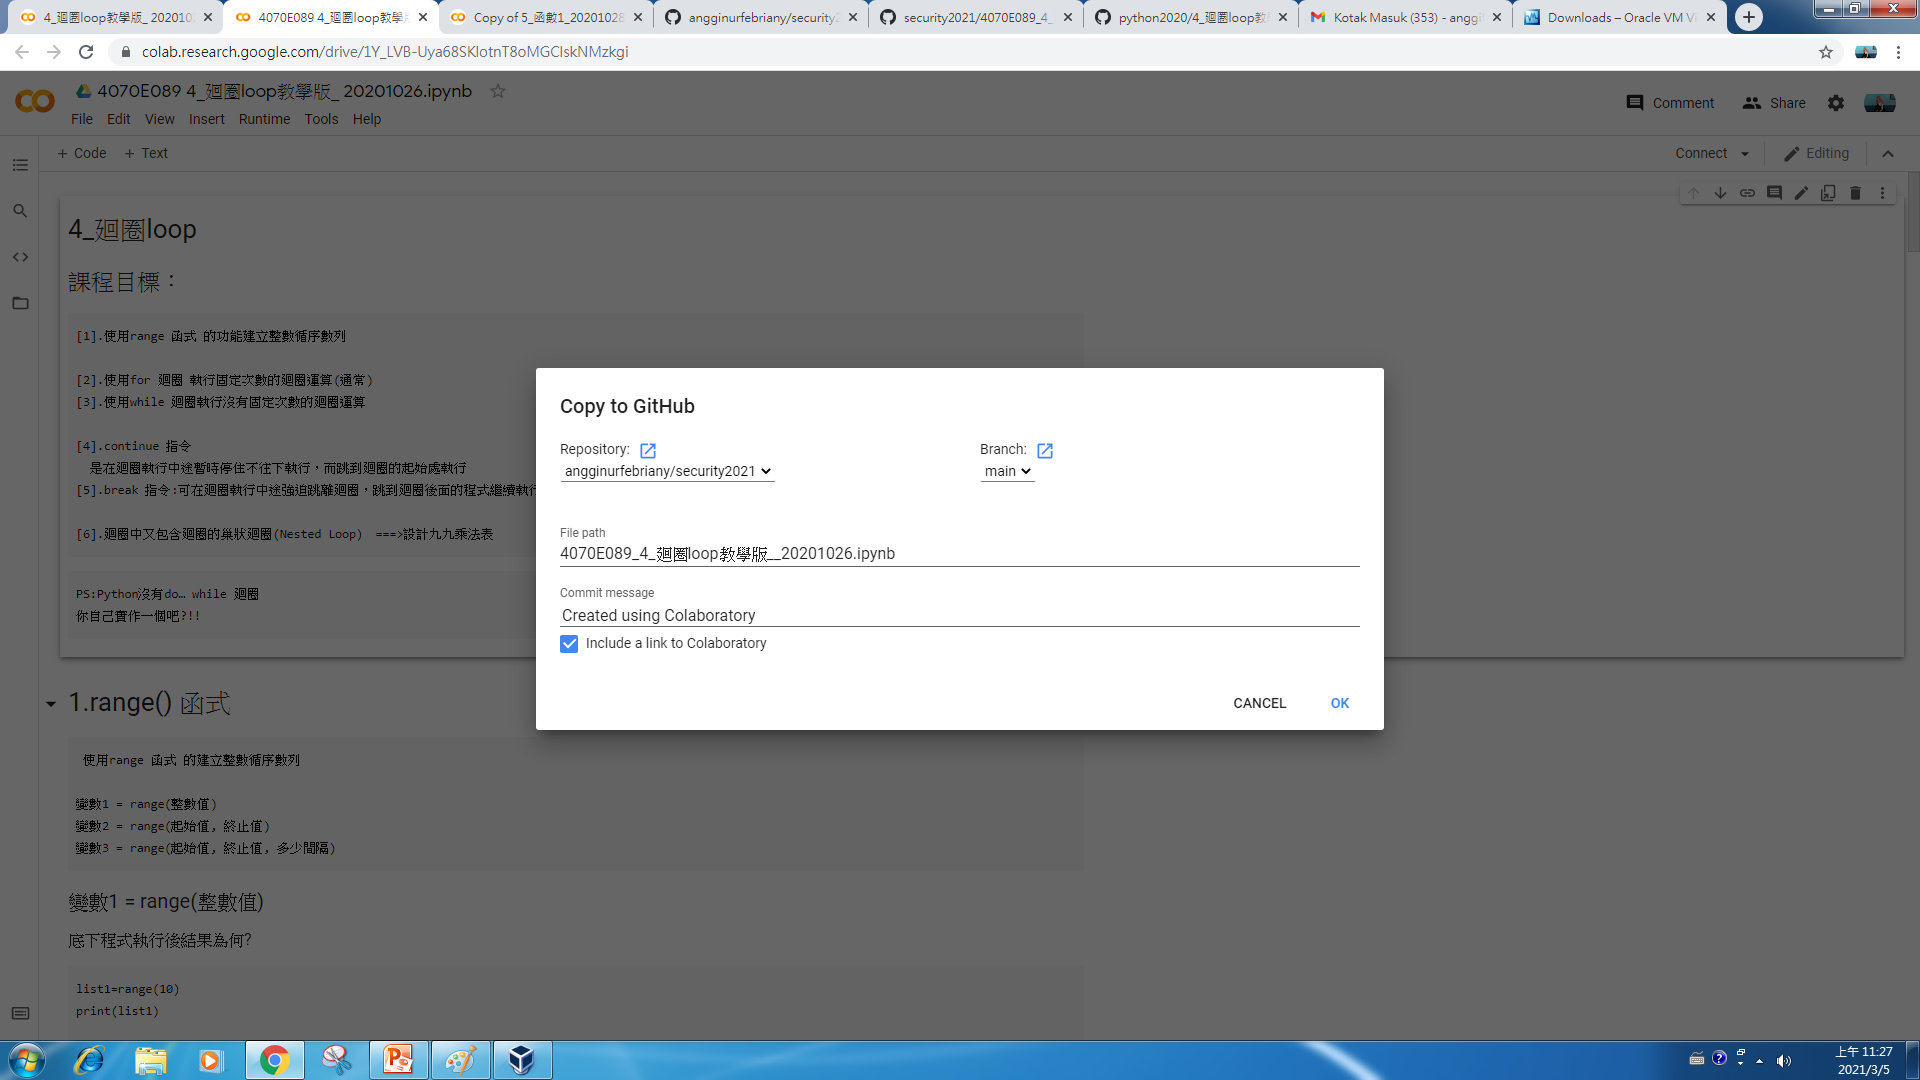 4_迴圈loop教學版_ 202010
4070E089 4_迴圈loop教學
Copy of 5_函數1_20201028
angginurfebriany/security2
security2021/4070E089_4_
python2020/4_迴圈loop教
Kotak Masuk (353) - anggi
Downloads – Oracle VM V
colab.research.google.com/drive/1Y_LVB-Uya68SKlotnT8oMGClskNMzkgi
4070E089 4_迴圈loop教學版_ 20201026.ipynb
File Edit View Insert Runtime Tools Help
Comment
Share
+ Code + Text
Connect
Editing
4_迴圈loop
課程目標：
[1].使用range 函式 的功能建立整數循序數列
[2].使用for 迴圈 執行固定次數的迴圈運算(通常)
[3].使用while 迴圈執行沒有固定次數的迴圈運算
[4].continue 指令
是在迴圈執行中途暫時停住不往下執行，而跳到迴圈的起始處執行
[5].break 指令:可在迴圈執行中途強迫跳離迴圈，跳到迴圈後面的程式繼續執行
[6].迴圈中又包含迴圈的巢狀迴圈(Nested Loop) ===>設計九九乘法表
PS:Python沒有do… while 迴圈
你自己實作一個吧?!!
Copy to GitHub
Repository:
Branch:
angginurfebriany/security2021
main
File path
4070E089_4_迴圈loop教學版__20201026.ipynb
Commit message
Created using Colaboratory
Include a link to Colaboratory
CANCEL
OK
1.range() 函式
使用range 函式 的建立整數循序數列
變數1 = range(整數值)
變數2 = range(起始值, 終止值)
變數3 = range(起始值, 終止值, 多少間隔)
變數1 = range(整數值)
底下程式執行後結果為何?
list1=range(10)
print(list1)
上午 11:27
2021/3/5